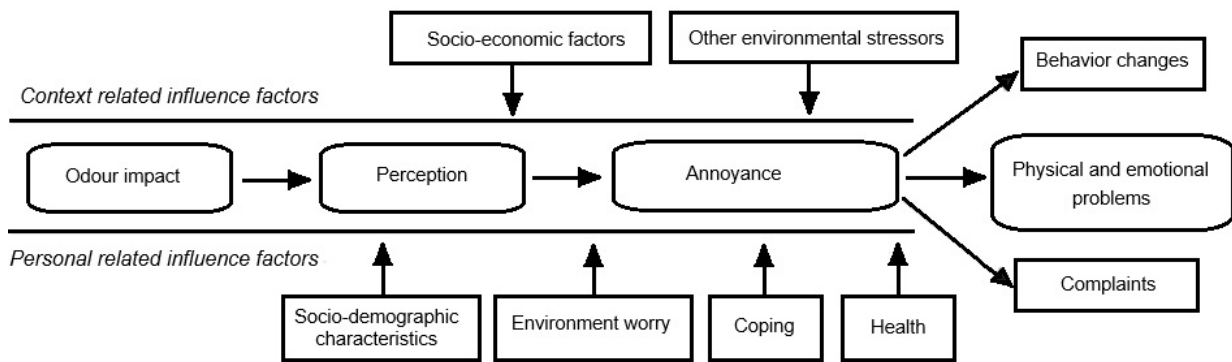 Socio-economic factors
Other environmental stressors
Behavior changes
Context related influence factors
Odour impact
Perception
Annoyance
Physical and emotional
problems
Personal related influence factors
Complaints
Socio-demographic
characteristics
Environment worry
Coping
Health